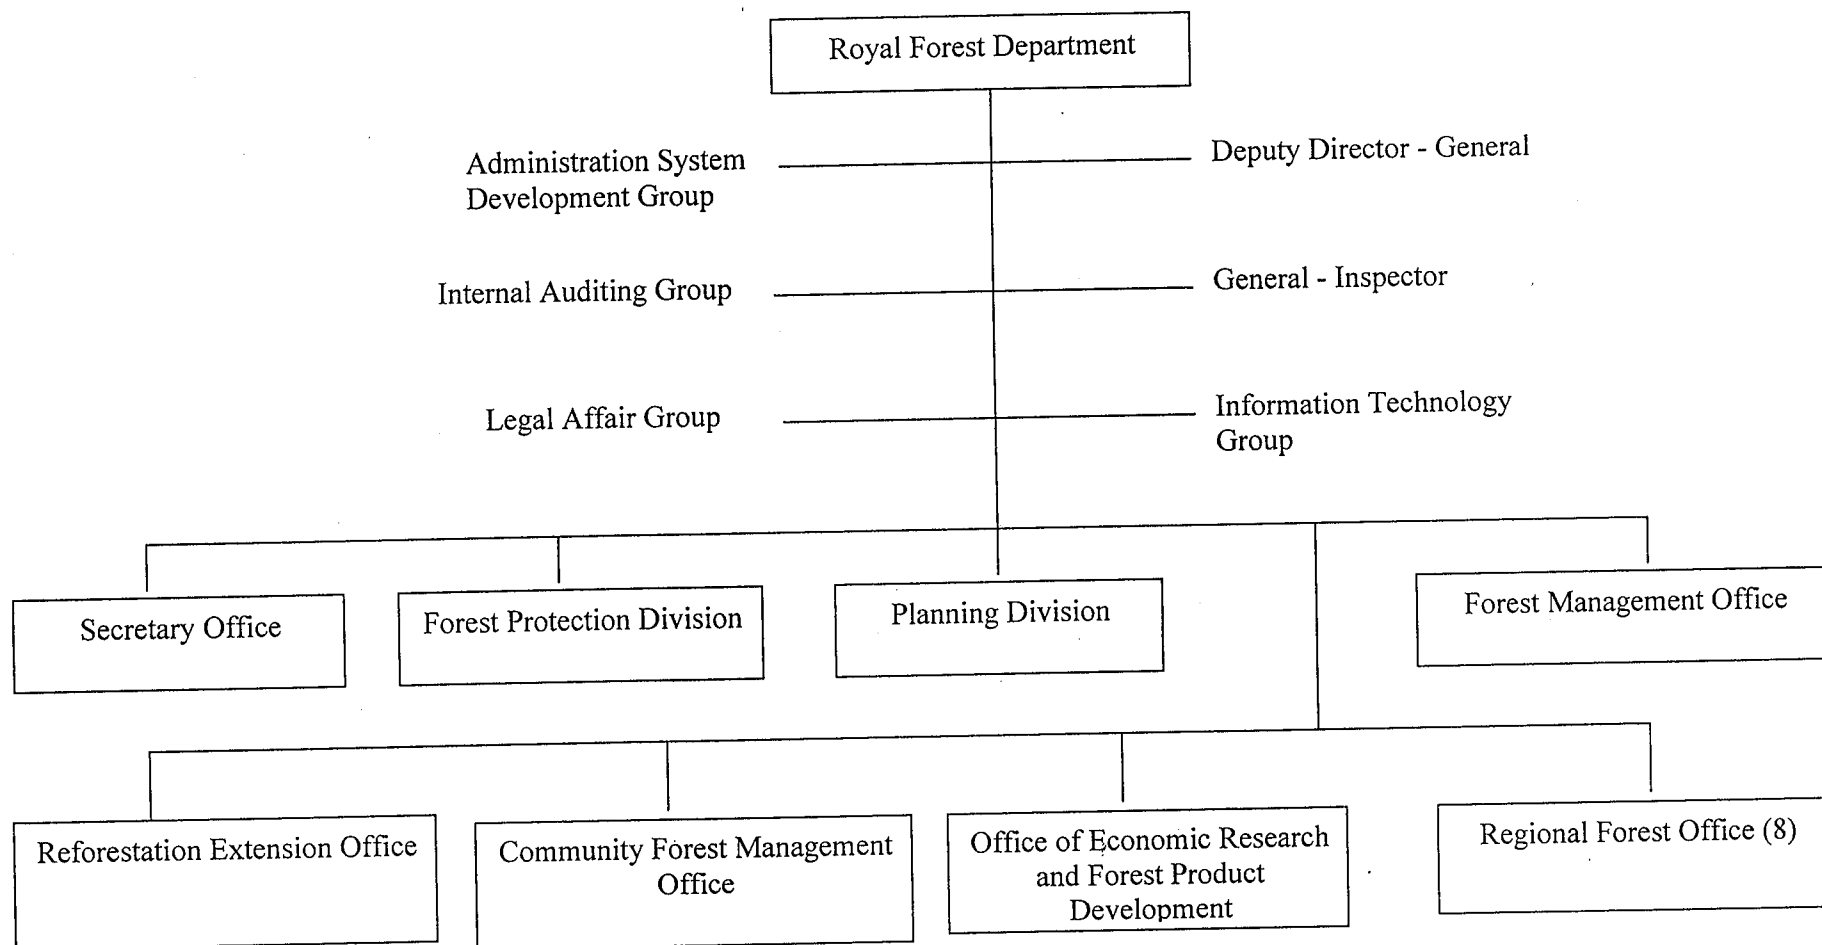 Royal Forest Department
Administration System
Development Group
Deputy Director - General
Internal Auditing Group
General - Inspector
Legal Affair Group
Information Technology
Group
Secretary Office
Forest Protection Division
Planning Division
Forest Management Office
Reforestation Extension Office
Community Forest Management
Office
Office of Economic Research
and Forest Product
Development
Regional Forest Office (8)